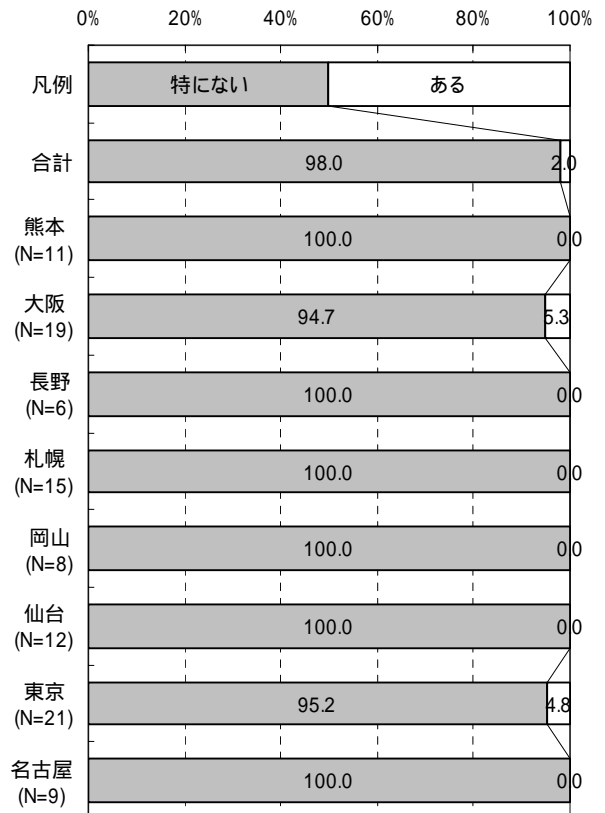 0% 20% 40% 60% 80% 100%
凡例 特にない ある
合計 98.0 2.0
熊本
(N=11) 100.0 0.0
大阪
(N=19) 94.7 5.3
長野
(N=6) 100.0 0.0
札幌
(N=15) 100.0 0.0
岡山
(N=8) 100.0 0.0
仙台
(N=12) 100.0 0.0
東京
(N=21) 95.2 4.8
名古屋
(N=9) 100.0 0.0